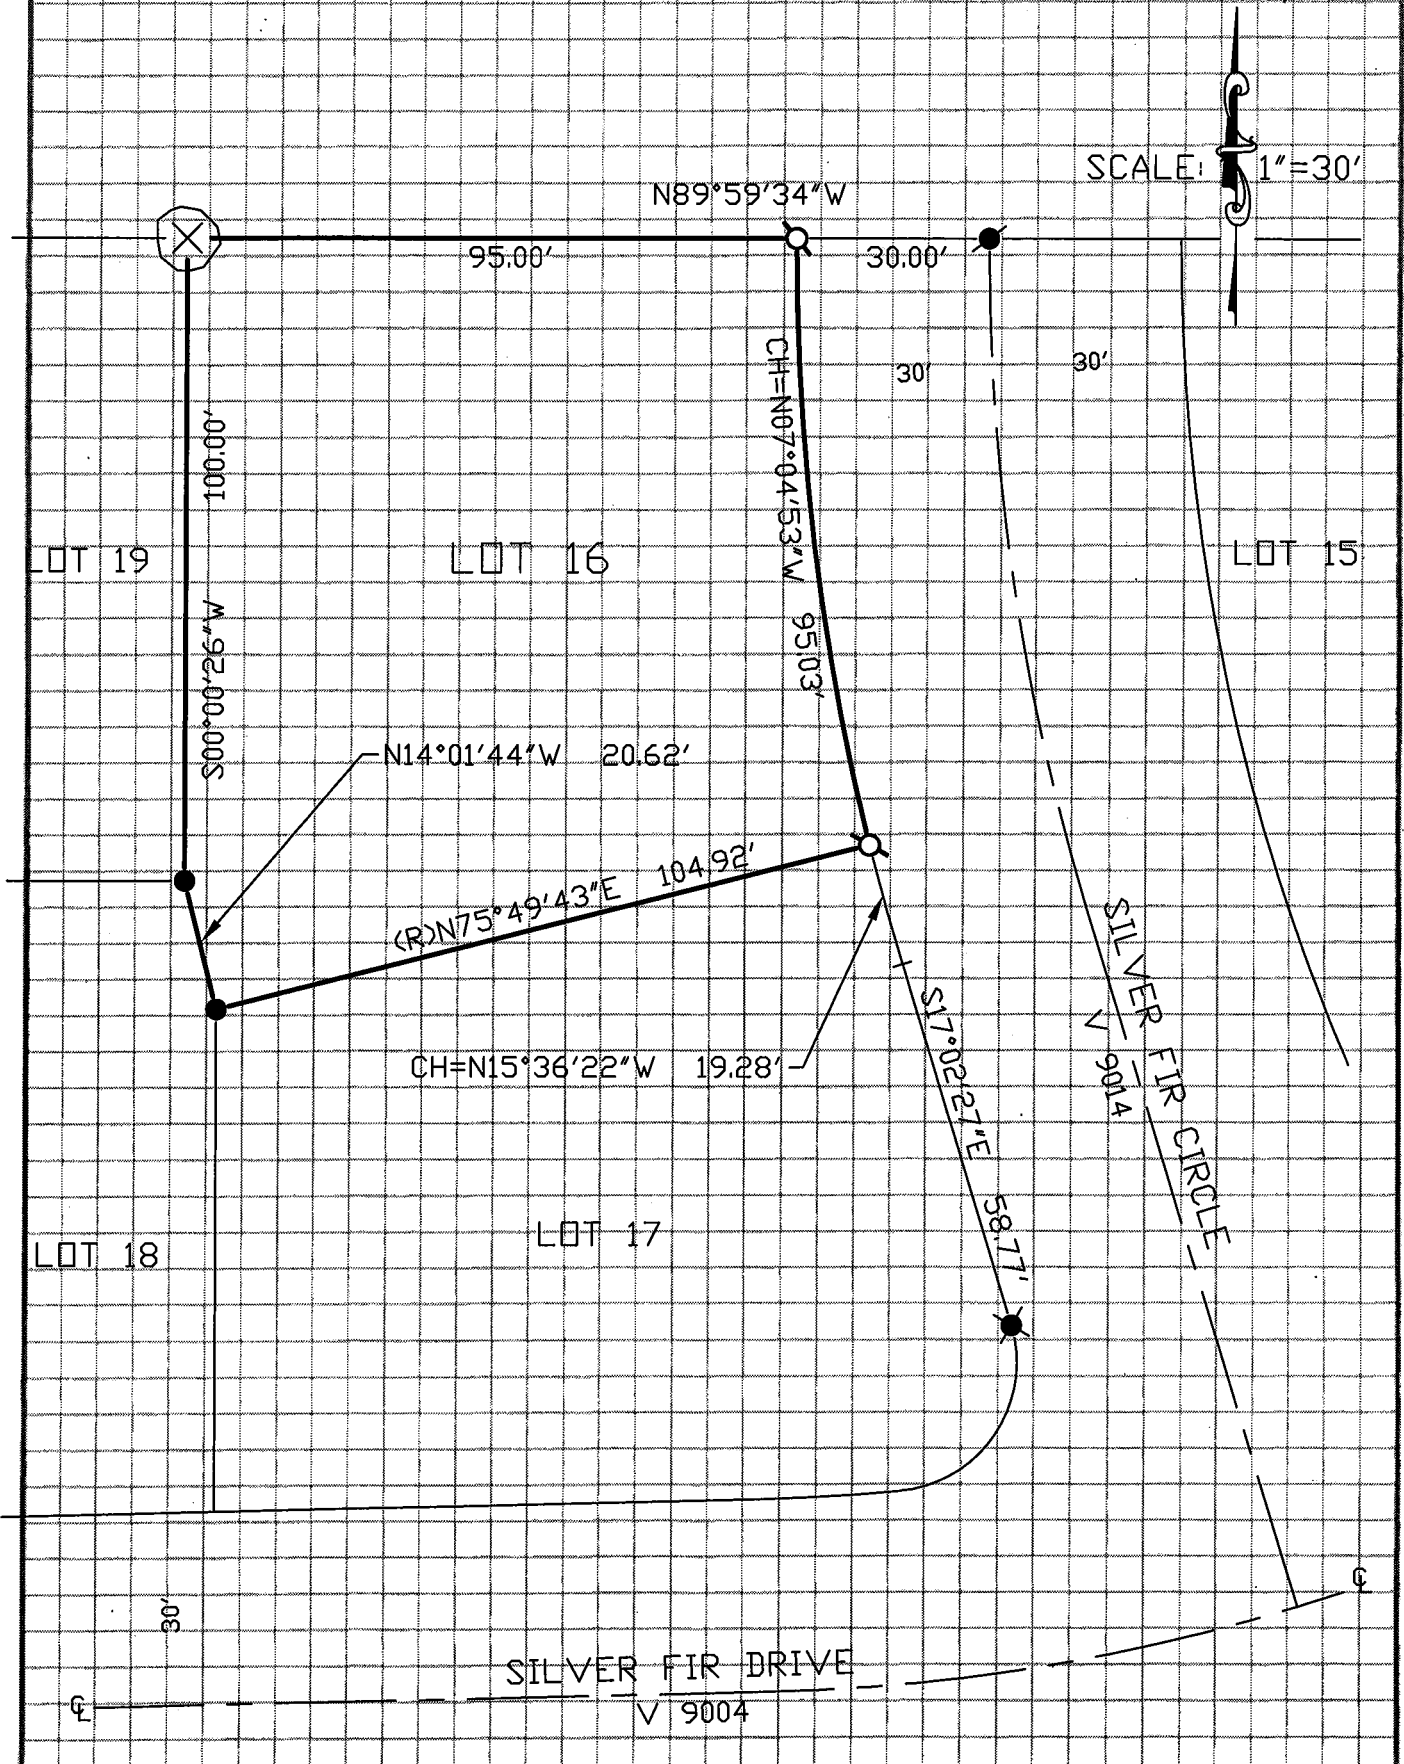 SCALE: 1"=30'
N89°59'34"W
95.00'
30.00'
30'
30'
CH=N07°04'53"W 95.03'
100.00'
S00°00'26"W
LOT 19
LOT 16
LOT 15
N14°01'44"W 20.62'
(R)N75°49'43"E 104.92'
SILVER FIR CIRCLE
V 9014
CH=N15°36'22"W 19.28'
S17°02'27"E 58.77'
LOT 18
LOT 17
30'
℄
SILVER FIR DRIVE
℄
V 9004